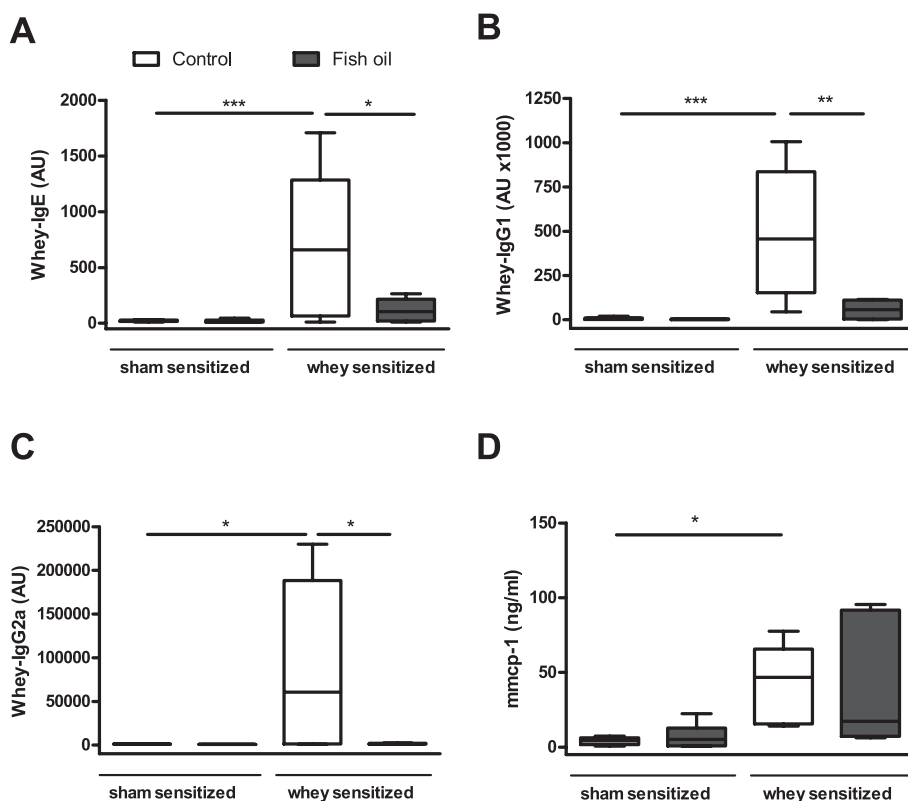 A
B
Control
Fish oil
Whey-IgE (AU)
2000
1500
1000
500
0
***
*
sham sensitized
whey sensitized
Whey-IgG1 (AU x1000)
1250
1000
750
500
250
0
***
**
sham sensitized
whey sensitized
C
D
Whey-IgG2a (AU)
250000
200000
150000
100000
50000
0
*
*
sham sensitized
whey sensitized
mmcp-1 (ng/ml)
150
100
50
0
*
sham sensitized
whey sensitized